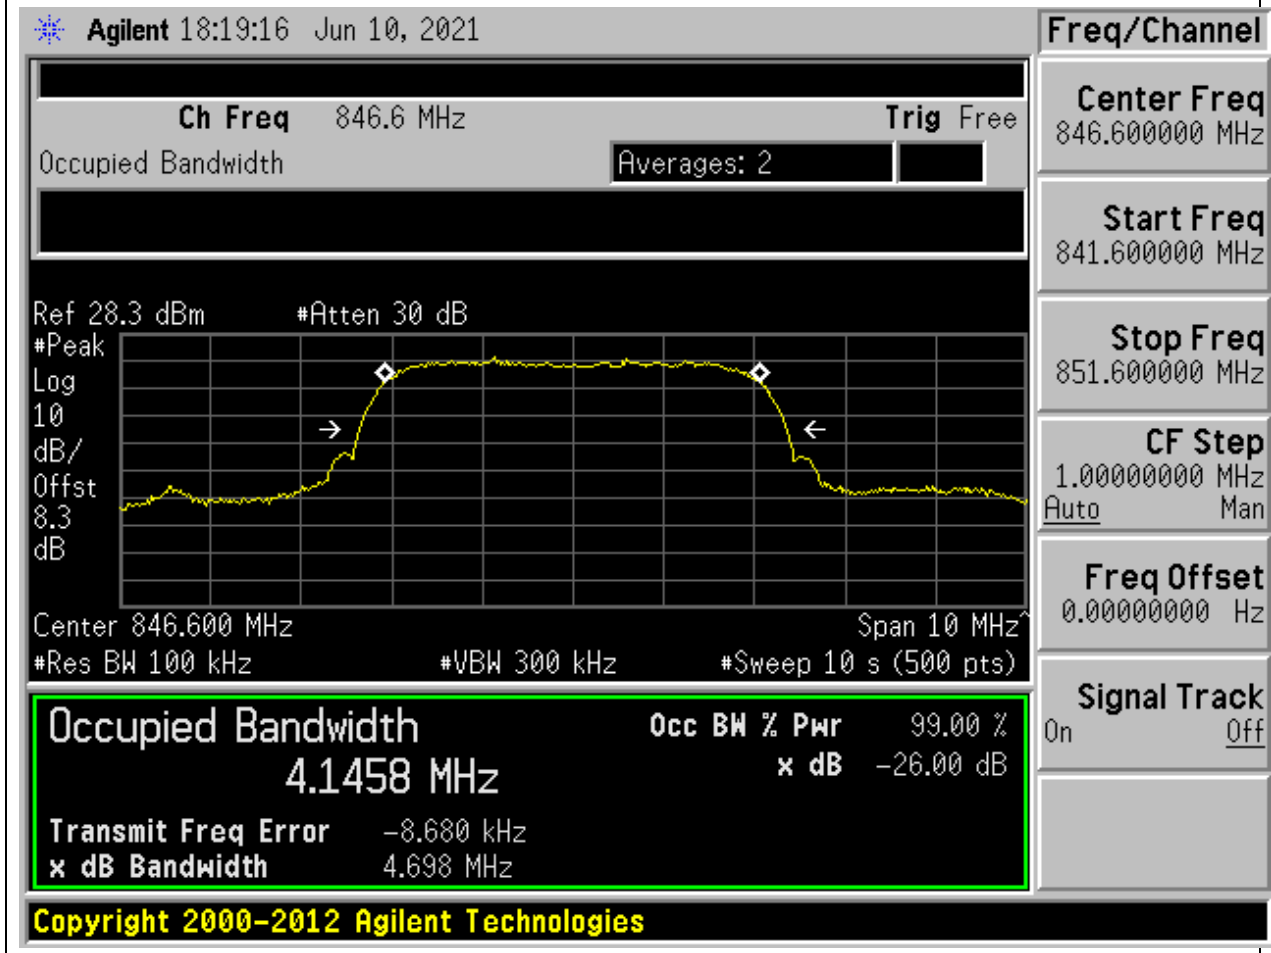 Agilent 18:19:16 Jun 10, 2021
Freq/Channel
Ch Freq 846.6 MHz Trig Free
Occupied Bandwidth Averages: 2
Ref 28.3 dBm #Atten 30 dB
#Peak
Log
10
dB/
Offst
8.3
dB
Center 846.600 MHz Span 10 MHz^
#Res BW 100 kHz #VBW 300 kHz #Sweep 10 s (500 pts)
Occupied Bandwidth Occ BW % Pwr 99.00 %
4.1458 MHz x dB -26.00 dB
Transmit Freq Error -8.680 kHz
x dB Bandwidth 4.698 MHz
Copyright 2000-2012 Agilent Technologies
Center Freq
846.600000 MHz
Start Freq
841.600000 MHz
Stop Freq
851.600000 MHz
CF Step
1.00000000 MHz
Auto Man
Freq Offset
0.00000000 Hz
Signal Track
On Off